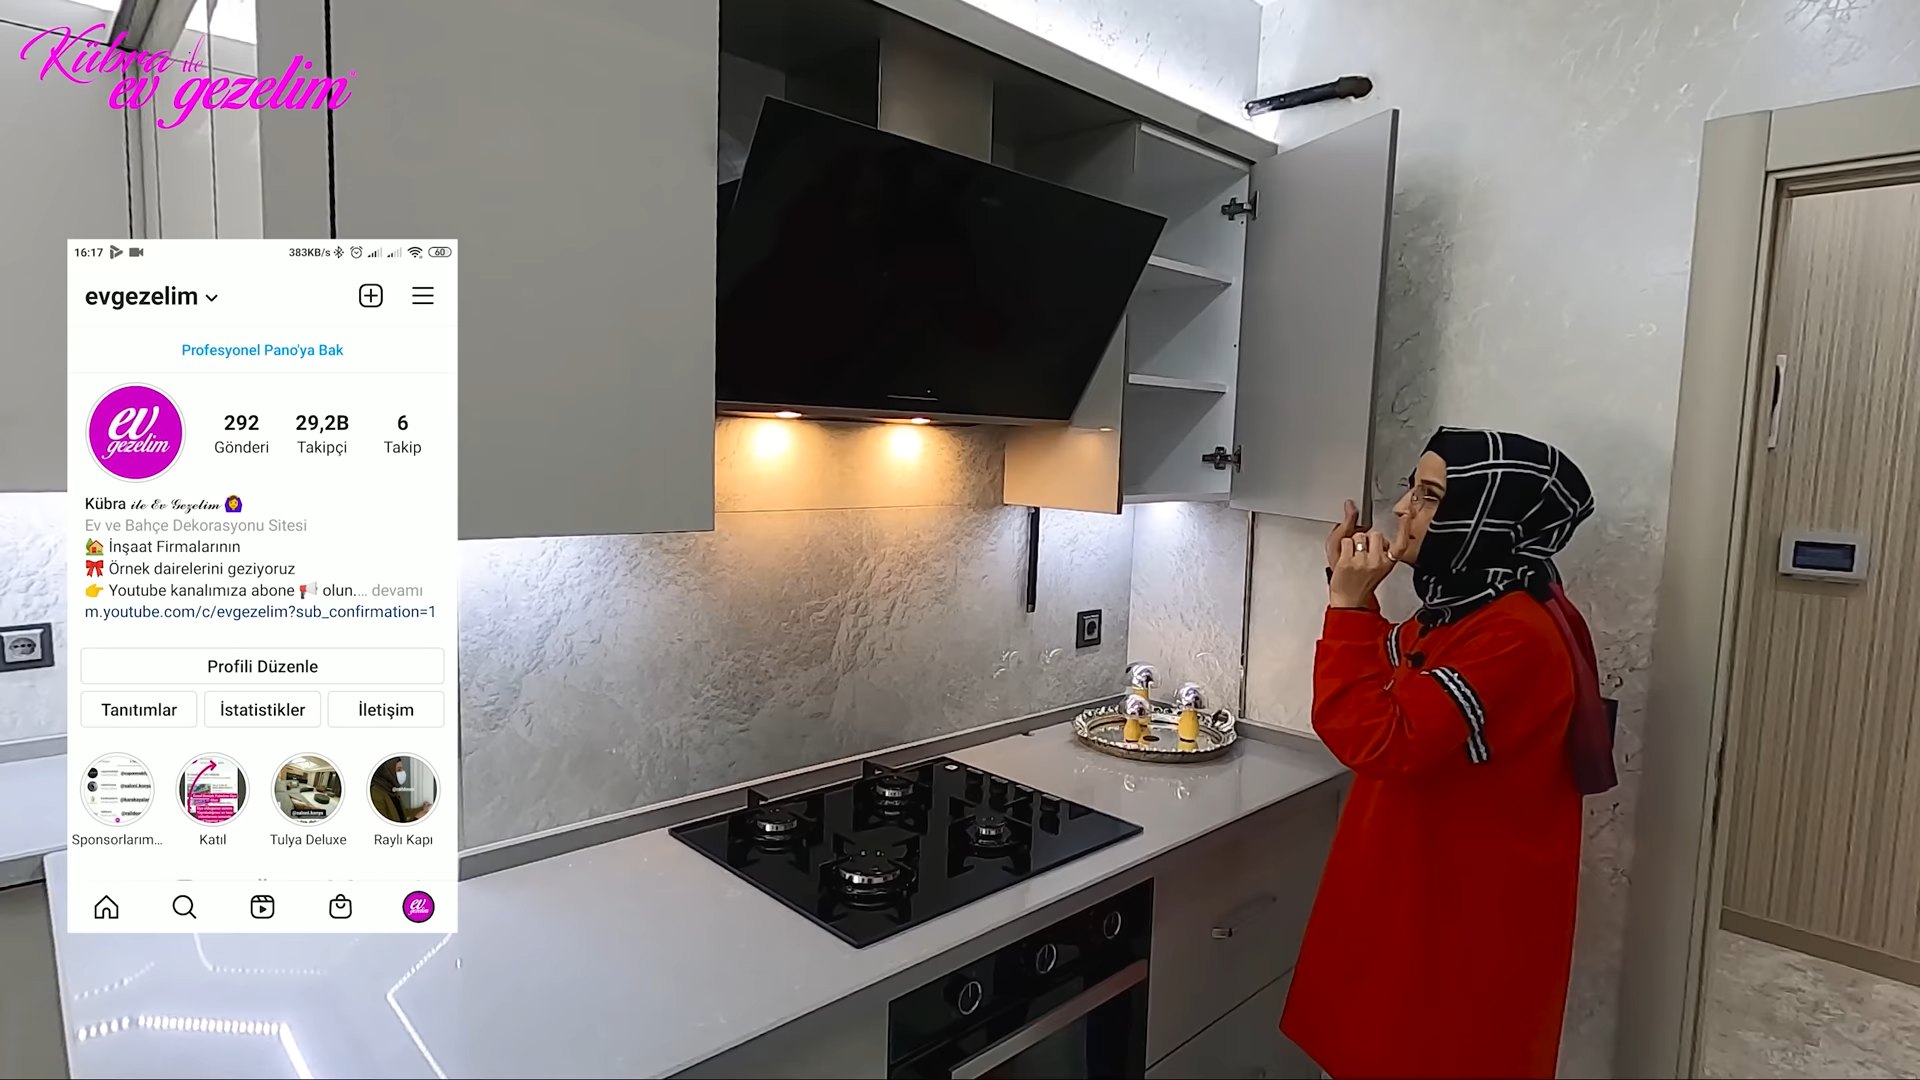 Kübra ile
ev gezelim
16:17
383KB/s
60
evgezelim
Profesyonel Pano'ya Bak
ev
gezelim
292
29,2B
6
Gönderi
Takipçi
Takip
Kübra ile Ev Gezelim
Ev ve Bahçe Dekorasyonu Sitesi
İnşaat Firmalarının
Örnek dairelerini geziyoruz
Youtube kanalımıza abone olun.... devamı
m.youtube.com/c/evgezelim?sub_confirmation=1
Profili Düzenle
Tanıtımlar
İstatistikler
İletişim
Sponsorlarım...
Katıl
Tulya Deluxe
Raylı Kapı